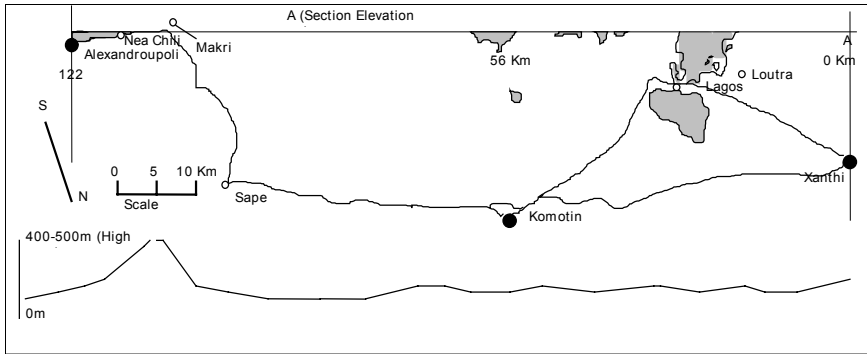 A (Section Elevation
Nea Chili
Makri
Alexandroupoli
A
122
56 Km
0 Km
Loutra
Lagos
S
N
0 5 10 Km
Scale
Sape
Xanthi
Komotin
400-500m (High
0m